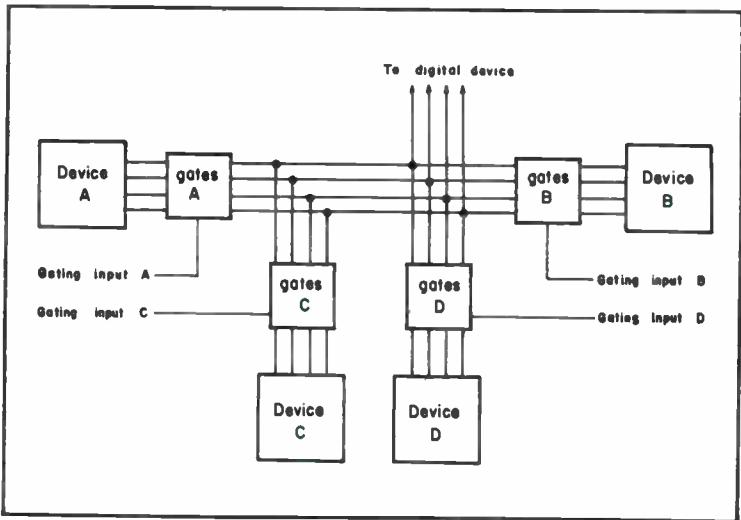 To digital device
Device
A
gates
A
gates
B
Device
B
Gating input A
Gating input B
gates
C
gates
D
Gating input C
Gating input D
Device
C
Device
D